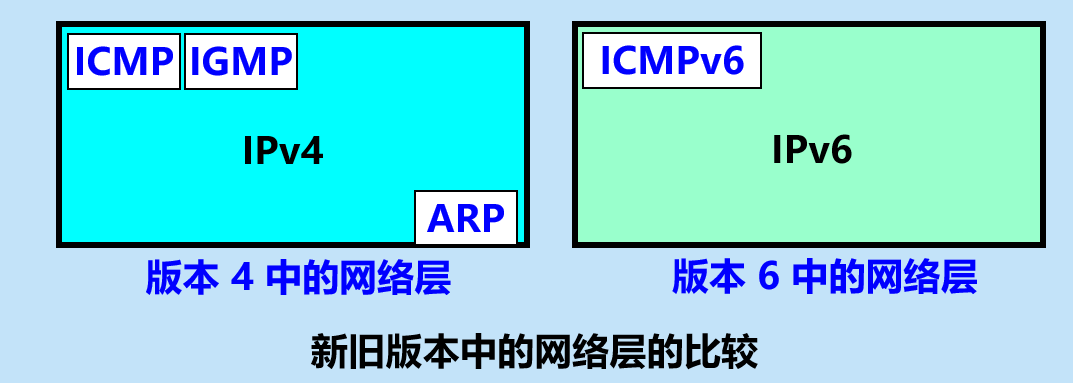 ICMP IGMP
IPv4
ARP
版本 4 中的网络层
ICMPv6
IPv6
版本 6 中的网络层
新旧版本中的网络层的比较